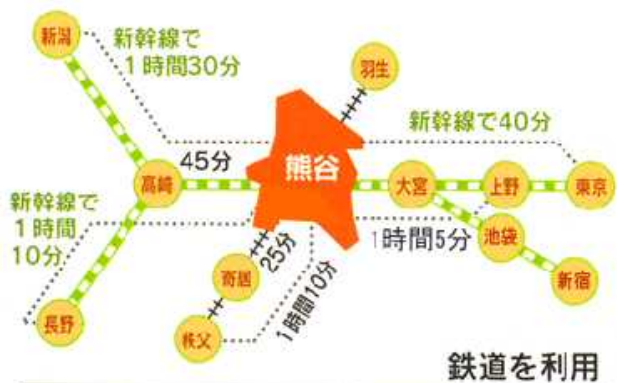 新潟
新幹線で
1時間30分
羽生
熊谷
新幹線で40分
高崎
45分
大宮
上野
東京
新幹線で
1時間
10分
1時間5分
池袋
新宿
寄居
25分
長野
秩父
1時間10分
鉄道を利用